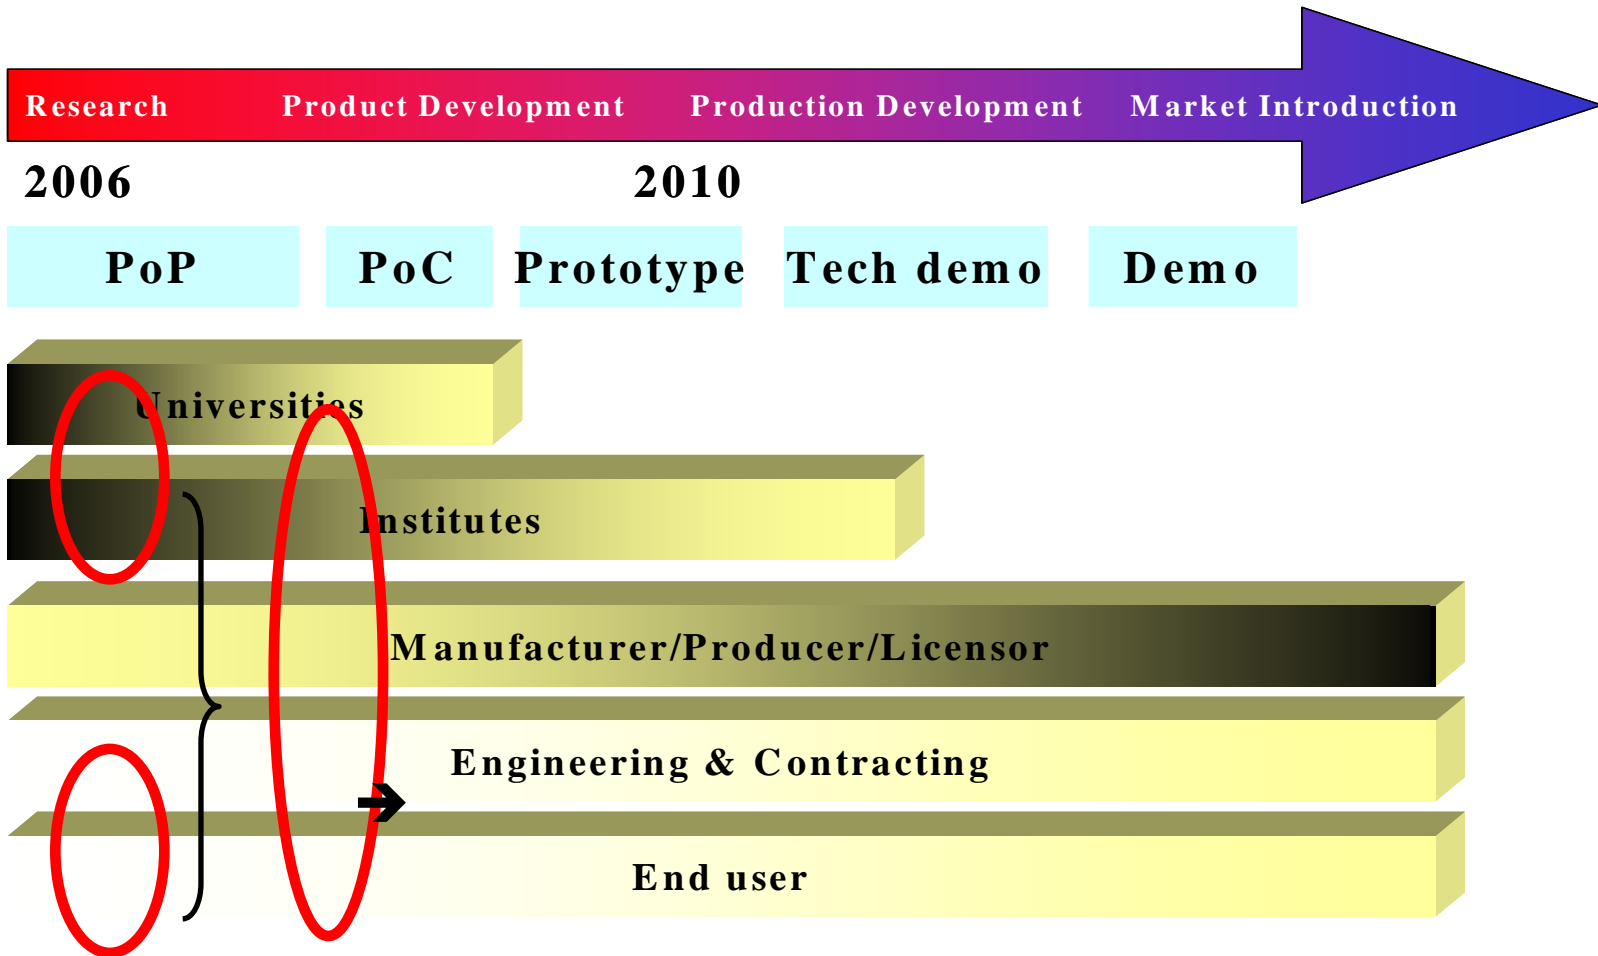 Research Product Development Production Development Market Introduction
2006 2010
PoP PoC Prototype Tech demo Demo
Universities
Institutes
Manufacturer/Producer/Licensor
Engineering & Contracting
End user